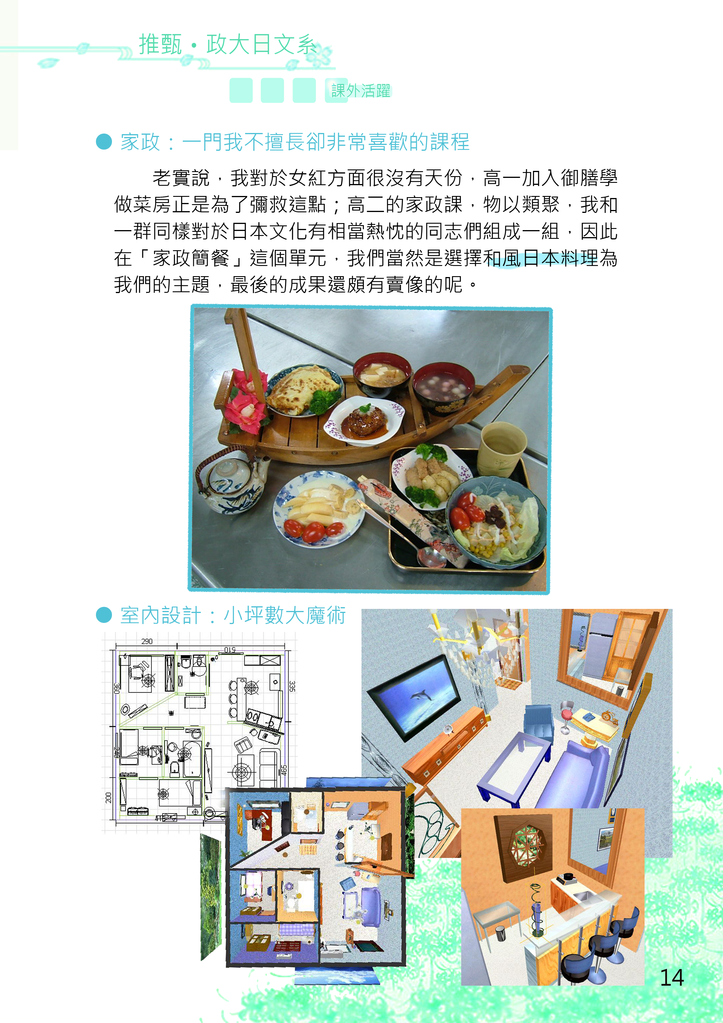 推甄・政大日文系
課外活躍
● 家政：一門我不擅長卻非常喜歡的課程
老實說，我對於女紅方面很沒有天份，高一加入御膳學
做菜房正是為了彌救這點；高二的家政課，物以類聚，我和
一群同樣對於日本文化有相當熱忱的同志們組成一組，因此
在「家政簡餐」這個單元，我們當然是選擇和風日本料理為
我們的主題，最後的成果還頗有賣像的呢。
● 室內設計：小坪數大魔術
290
510
335
200
14